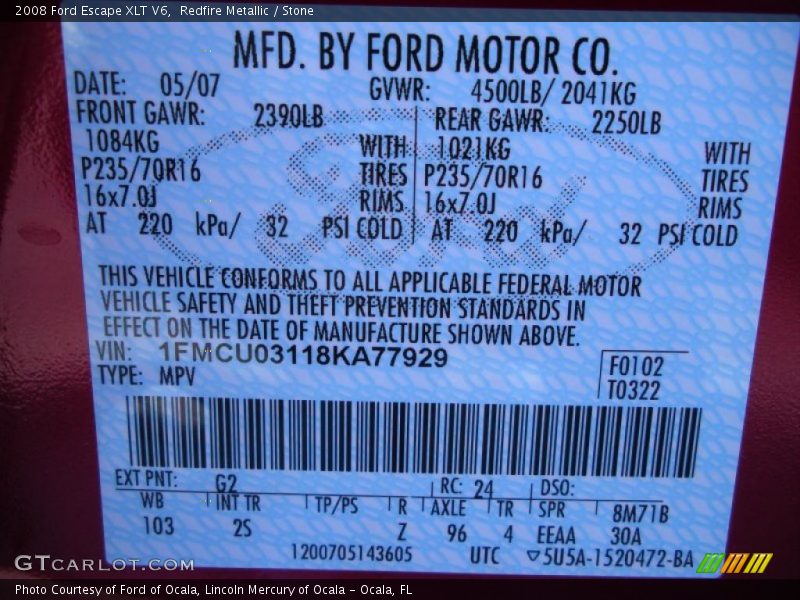 2008 Ford Escape XLT V6, Redfire Metallic / Stone
MFD. BY FORD MOTOR CO.
DATE: 05/07 GVWR: 4500LB/ 2041KG
FRONT GAWR: 2390LB REAR GAWR: 2250LB
1084KG WITH 1021KG WITH
P235/70R16 TIRES P235/70R16 TIRES
16x7.0J RIMS 16x7.0J RIMS
AT 220 kPa/ 32 PSI COLD AT 220 kPa/ 32 PSI COLD
Ford
THIS VEHICLE CONFORMS TO ALL APPLICABLE FEDERAL MOTOR
VEHICLE SAFETY AND THEFT PREVENTION STANDARDS IN
EFFECT ON THE DATE OF MANUFACTURE SHOWN ABOVE.
VIN: 1FMCU03118KA77929
TYPE: MPV
F0102
T0322
EXT PNT: G2 RC: 24 DSO:
WB INT TR TP/PS R AXLE TR SPR 8M71B
103 2S Z 96 4 EEAA 30A
1200705143605 UTC ▽5U5A-1520472-BA
GTCARLOT.COM
Photo Courtesy of Ford of Ocala, Lincoln Mercury of Ocala - Ocala, FL